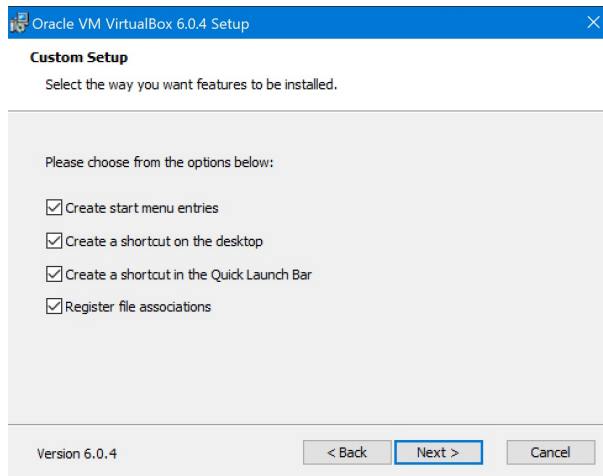 Oracle VM VirtualBox 6.0.4 Setup
Custom Setup
Select the way you want features to be installed.
Please choose from the options below:
Create start menu entries
Create a shortcut on the desktop
Create a shortcut in the Quick Launch Bar
Register file associations
Version 6.0.4
< Back
Next >
Cancel